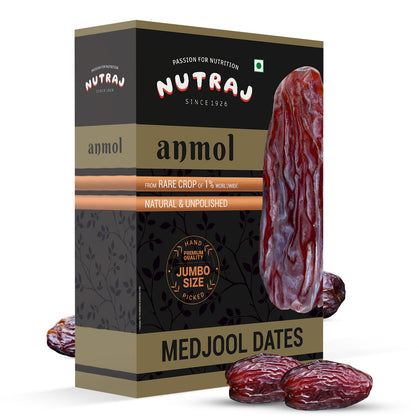 PASSION FOR NUTRITION
NUTRAJ
SINCE 1926
anmol
anmol
FROM RARE CROP OF 1% WORLDWIDE
NATURAL & UNPOLISHED
HAND
PREMIUM
QUALITY
JUMBO
SIZE
PICKED
MEDJOOL DATES